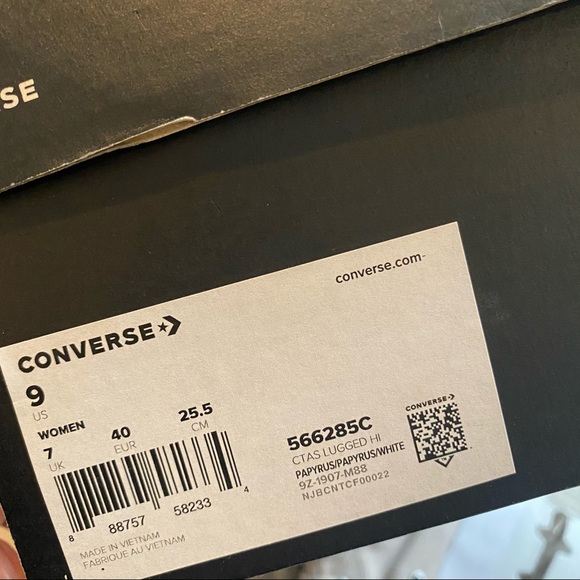 SE
converse.com
CONVERSE
9
US
WOMEN
7 40 25.5
UK EUR CM
8 88757 58233 4
MADE IN VIETNAM
FABRIQUE AU VIETNAM
566285C
CTAS LUGGED HI
PAPYRUS/PAPYRUS/WHITE
9Z-1907-M88
NJBCNTCF00022
CONVERSE